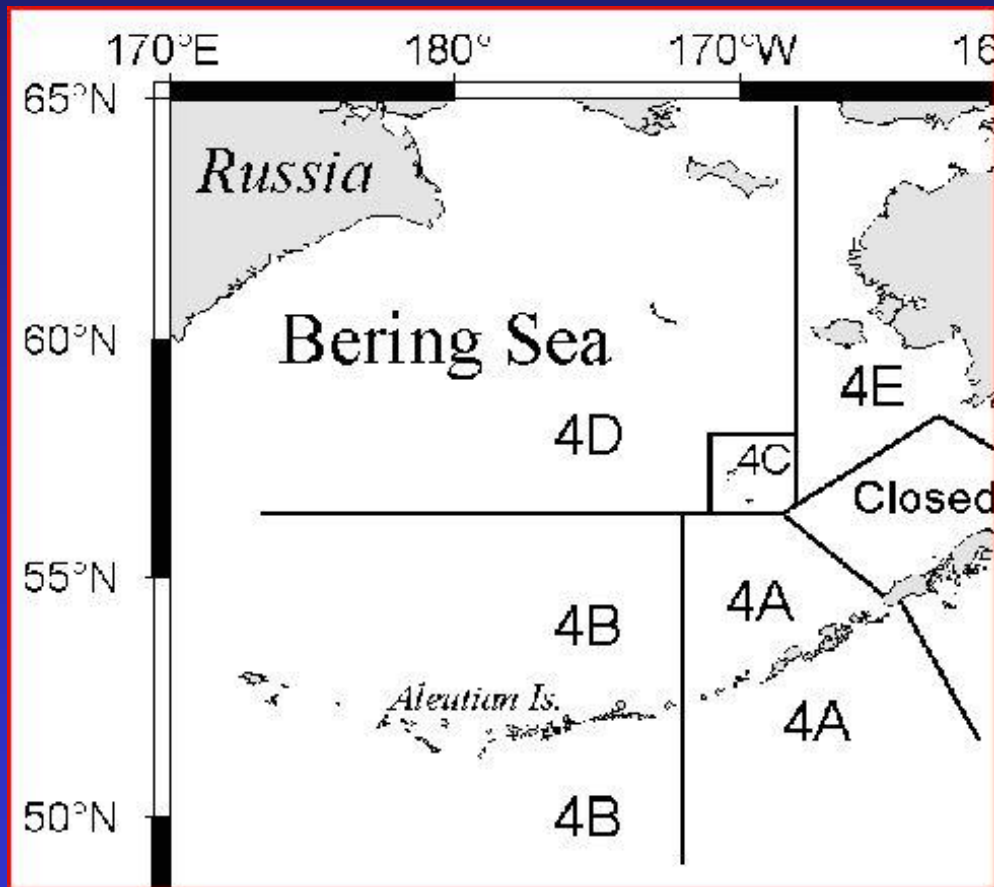 170°E 180° 170°W 16
65°N
Russia
Bering Sea
60°N
4E
4D
4C
Closed
55°N
4A
4B
Aleutian Is.
4A
50°N
4B